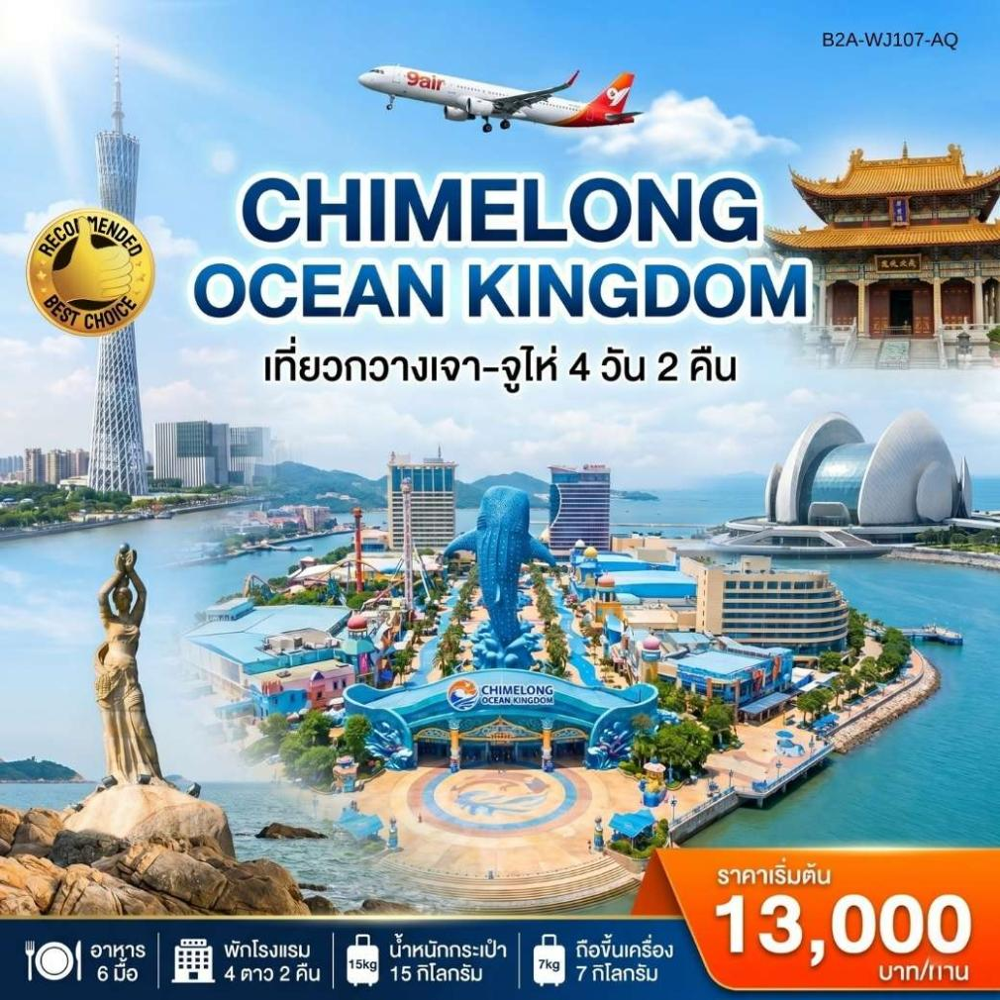 B2A-WJ107-AQ
9air
CHIMELONG
OCEAN KINGDOM
RECOMMENDED
BEST CHOICE
เที่ยวกวางเจา-จูไห่ 4 วัน 2 คืน
CHIMELONG
OCEAN KINGDOM
ราคาเริ่มต้น
13,000
บาท/ท่าน
อาหาร
6 มื้อ
พักโรงแรม
4 ดาว 2 คืน
15kg
น้ำหนักกระเป๋า
15 กิโลกรัม
7kg
ถือขึ้นเครื่อง
7 กิโลกรัม